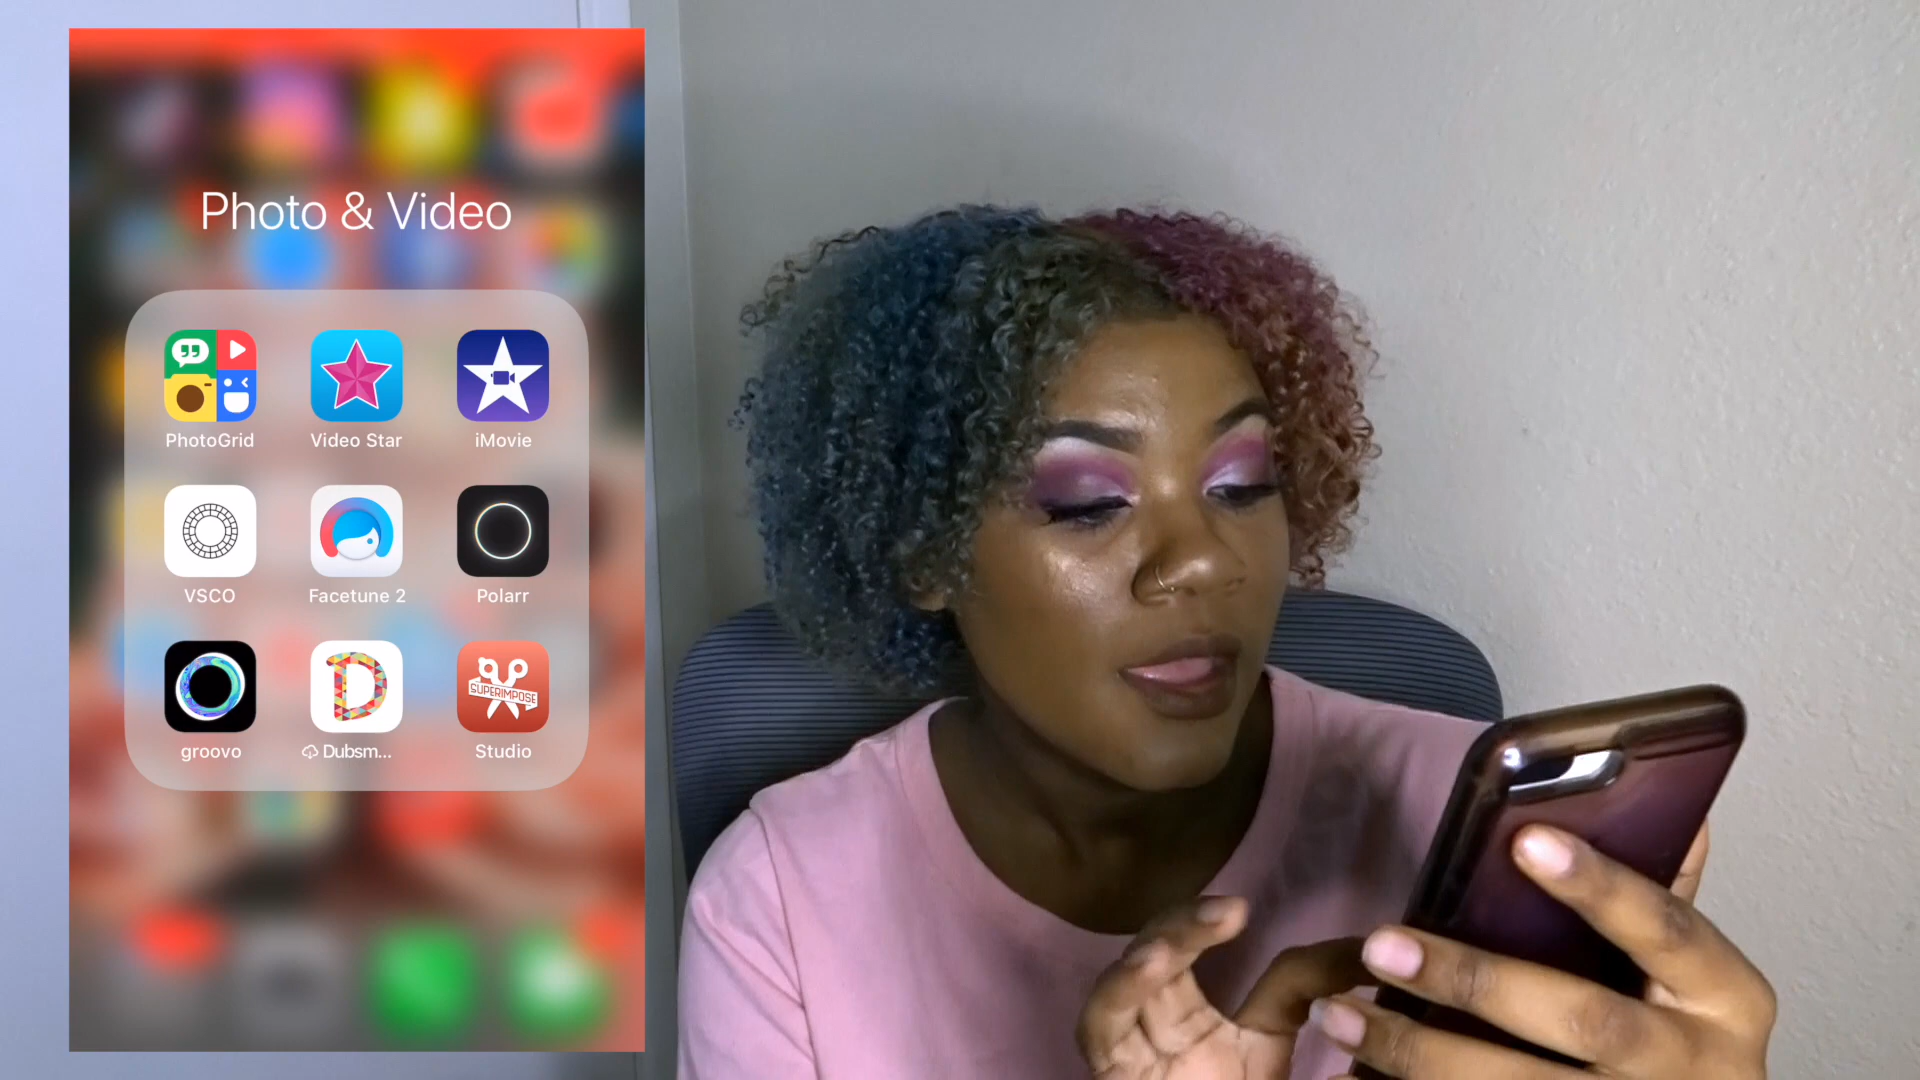 Photo & Video
PhotoGrid
Video Star
iMovie
VSCO
Facetune 2
Polarr
SUPERIMPOSE
groovo
Dubsm...
Studio